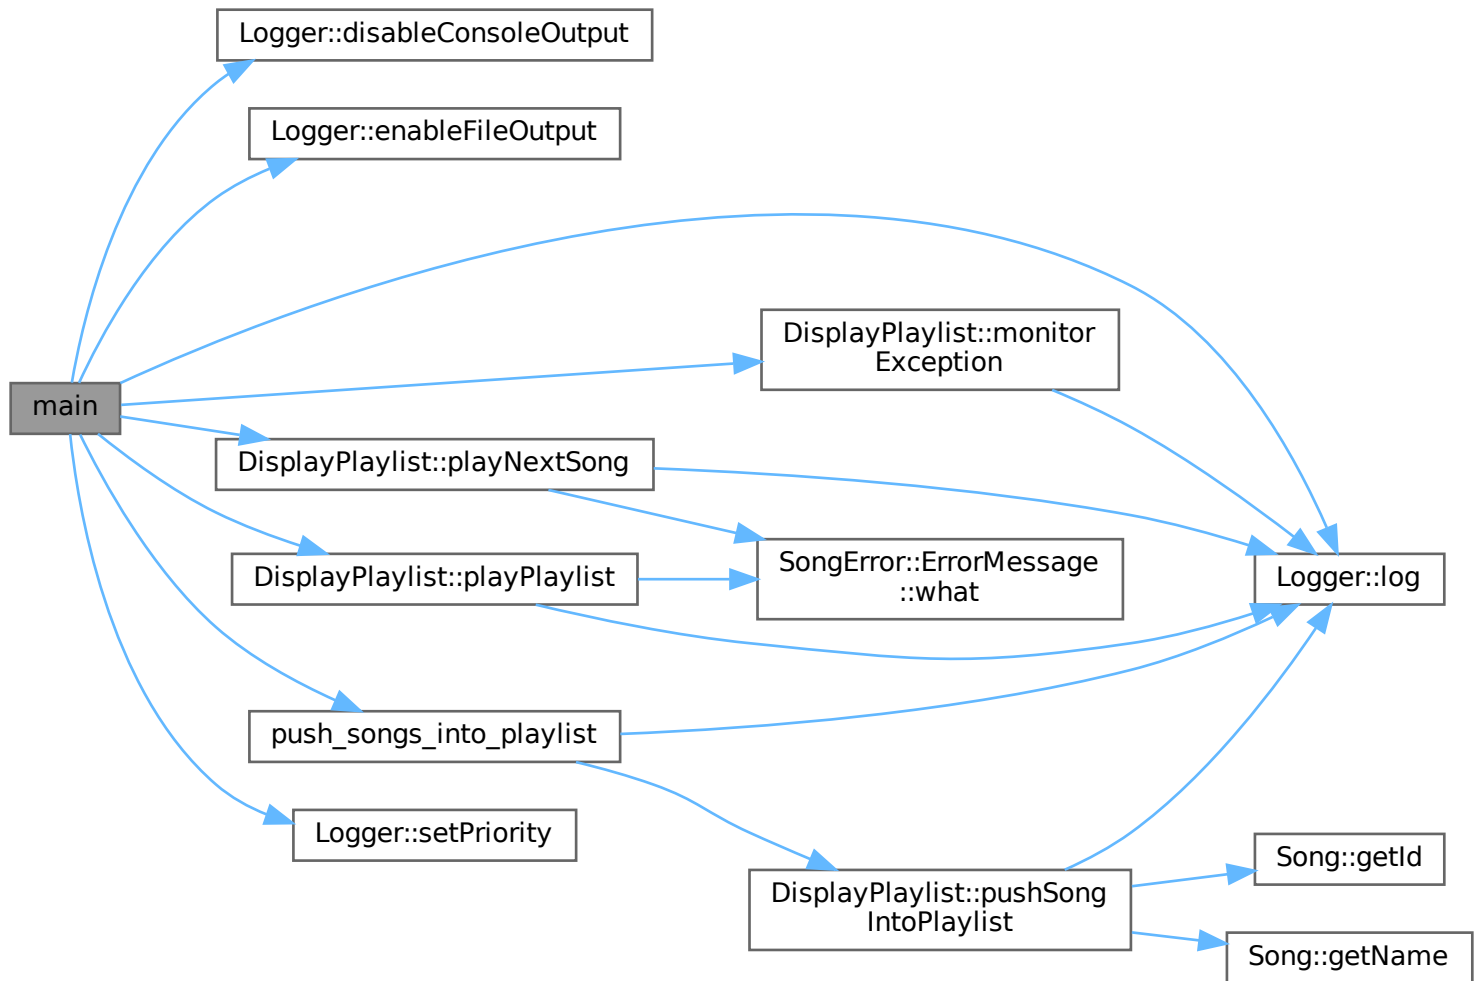 Logger::disableConsoleOutput
Logger::enableFileOutput
DisplayPlaylist::monitor
Exception
main
DisplayPlaylist::playNextSong
DisplayPlaylist::playPlaylist
SongError::ErrorMessage
::what
Logger::log
push_songs_into_playlist
Logger::setPriority
DisplayPlaylist::pushSong
IntoPlaylist
Song::getId
Song::getName